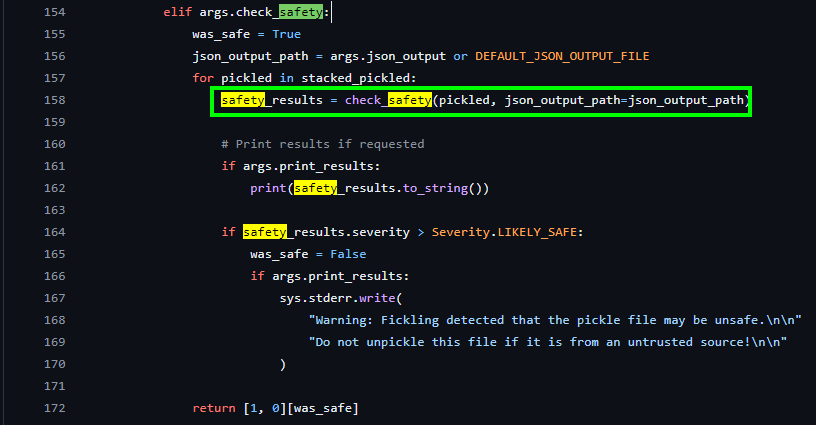 154 elif args.check_safety:
155 was_safe = True
156 json_output_path = args.json_output or DEFAULT_JSON_OUTPUT_FILE
157 for pickled in stacked_pickled:
158 safety_results = check_safety(pickled, json_output_path=json_output_path)
159
160 # Print results if requested
161 if args.print_results:
162 print(safety_results.to_string())
163
164 if safety_results.severity > Severity.LIKELY_SAFE:
165 was_safe = False
166 if args.print_results:
167 sys.stderr.write(
168 "Warning: Fickling detected that the pickle file may be unsafe.\n\n"
169 "Do not unpickle this file if it is from an untrusted source!\n\n"
170 )
171
172 return [1, 0][was_safe]